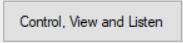 Control, View and Listen